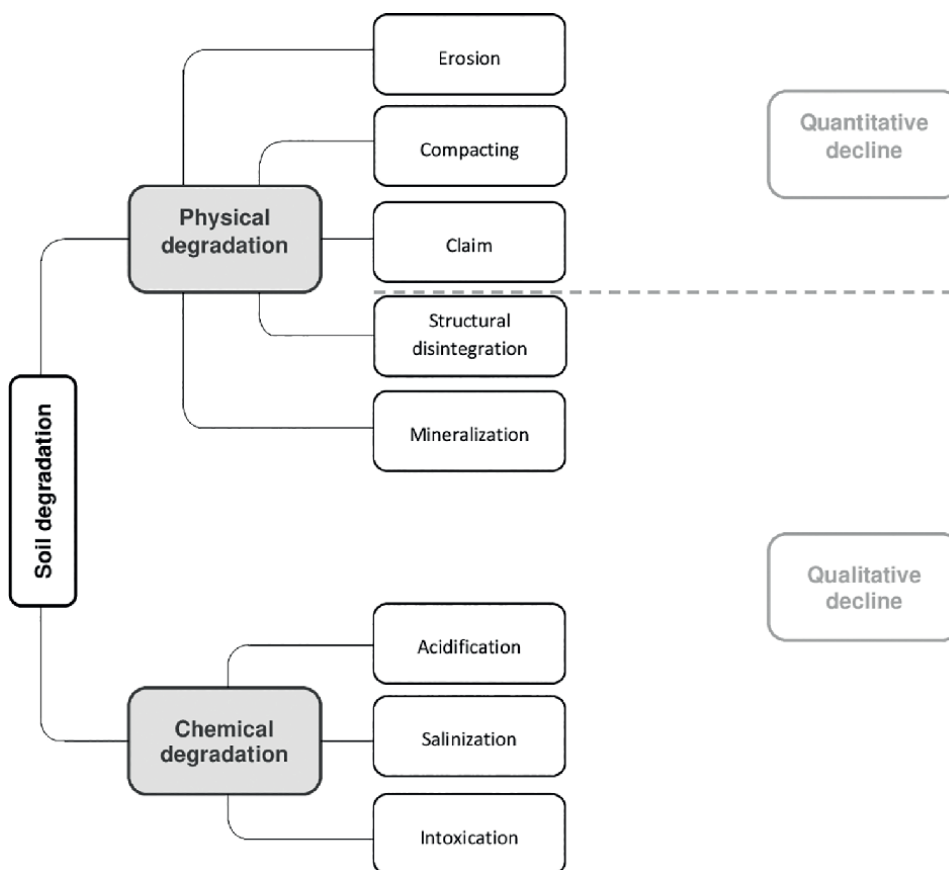 Erosion
Quantitative
decline
Compacting
Physical
degradation
Claim
Structural
disintegration
Soil degradation
Mineralization
Qualitative
decline
Acidification
Chemical
degradation
Salinization
Intoxication